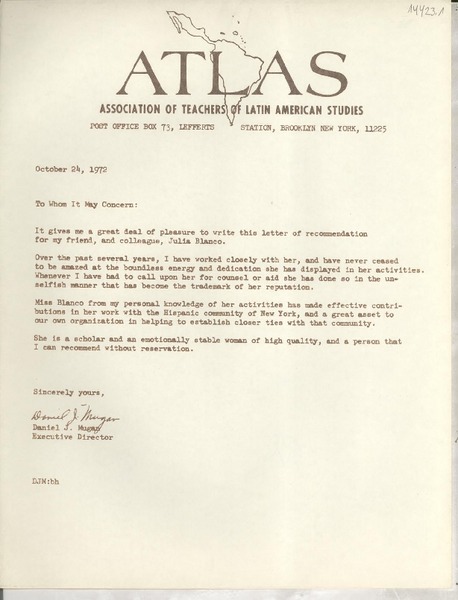 144231
ATLAS
ASSOCIATION OF TEACHERS OF LATIN AMERICAN STUDIES
POST OFFICE BOX 73, LEFFERTS STATION, BROOKLYN NEW YORK, 11225
October 24, 1972
To Whom It May Concern:
It gives me a great deal of pleasure to write this letter of recommendation
for my friend, and colleague, Julia Blanco.
Over the past several years, I have worked closely with her, and have never ceased
to be amazed at the boundless energy and dedication she has displayed in her activities.
Whenever I have had to call upon her for counsel or aid she has done so in the un-
selfish manner that has become the trademark of her reputation.
Miss Blanco from my personal knowledge of her activities has made effective contri-
butions in her work with the Hispanic community of New York, and a great asset to
our own organization in helping to establish closer ties with that community.
She is a scholar and an emotionally stable woman of high quality, and a person that
I can recommend without reservation.
Sincerely yours,
Daniel J. Mugan
Daniel J. Mugan
Executive Director
DJM:bh